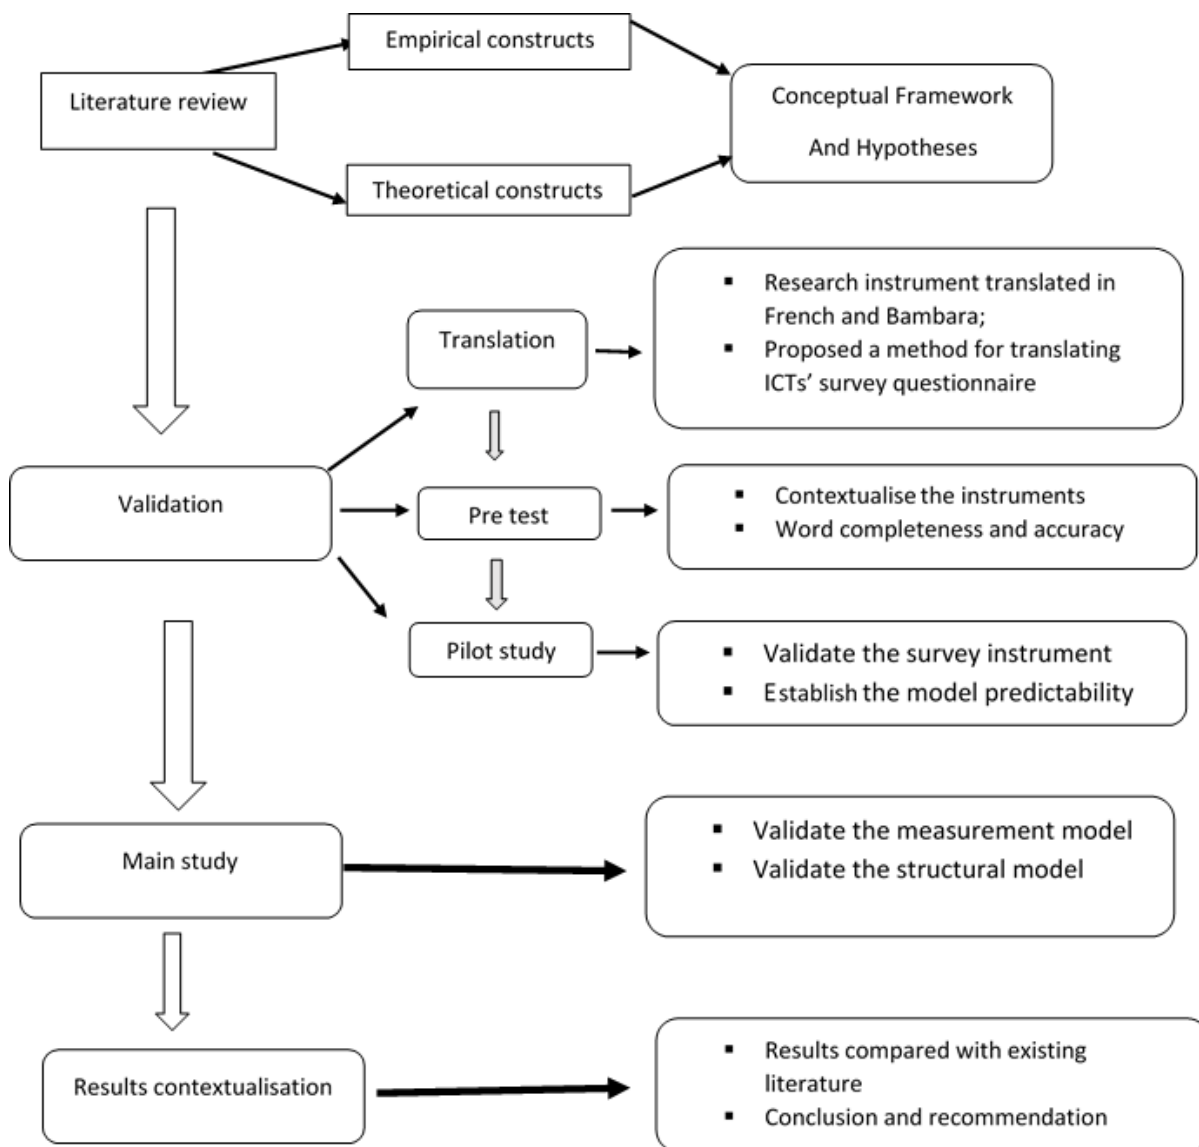 Empirical constructs
Literature review
Theoretical constructs
Conceptual Framework
And Hypotheses
Translation
▪ Research instrument translated in
French and Bambara;
▪ Proposed a method for translating
ICTs’ survey questionnaire
Validation
Pre test
▪ Contextualise the instruments
▪ Word completeness and accuracy
Pilot study
▪ Validate the survey instrument
▪ Establish the model predictability
Main study
▪ Validate the measurement model
▪ Validate the structural model
Results contextualisation
▪ Results compared with existing
literature
▪ Conclusion and recommendation